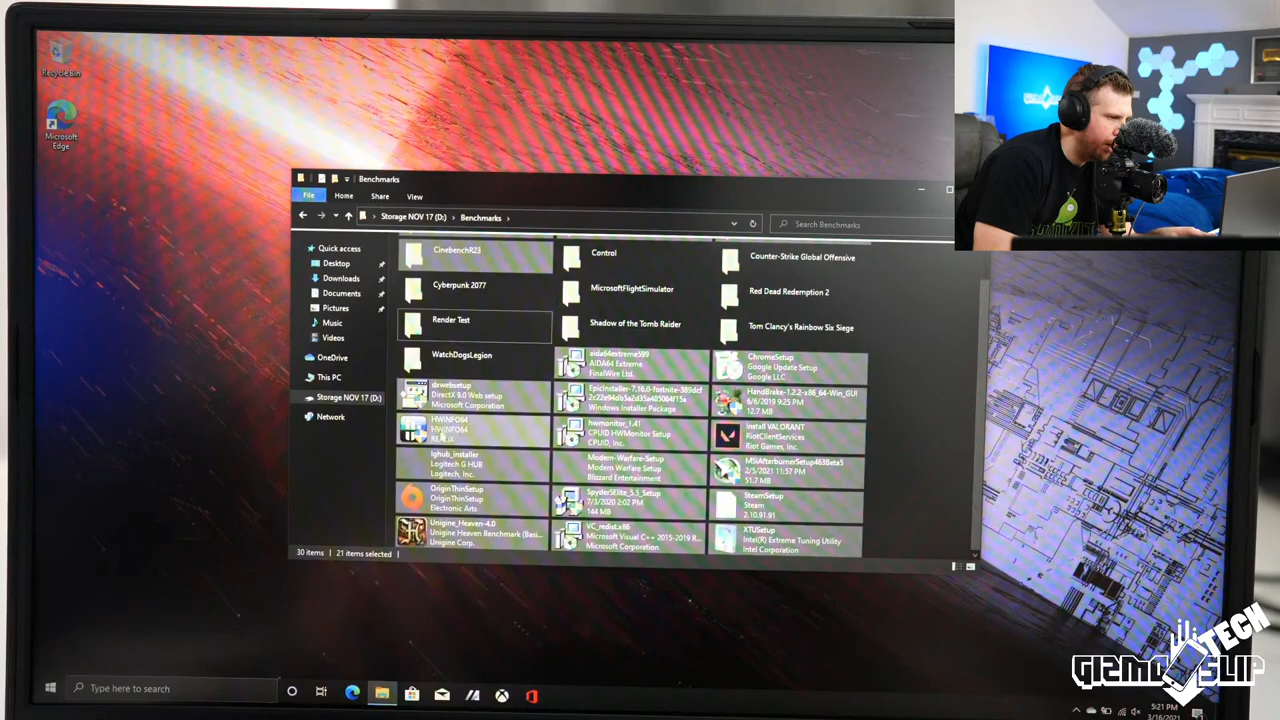 Recycle Bin
Microsoft
Edge
Benchmarks
File Home Share View
Storage NOV 17 (D:) Benchmarks
Search Benchmarks
Quick access
Desktop
Downloads
Documents
Pictures
Music
Videos
OneDrive
This PC
Storage NOV 17 (D:)
Network
CinebenchR23
Control
Counter-Strike Global Offensive
Cyberpunk 2077
MicrosoftFlightSimulator
Red Dead Redemption 2
Render Test
Shadow of the Tomb Raider
Tom Clancy's Rainbow Six Siege
WatchDogsLegion
aida64extreme599
AIDA64 Extreme
FinalWire Ltd.
ChromeSetup
Google Update Setup
Google LLC
dxwebsetup
DirectX 9.0 Web setup
Microsoft Corporation
Windows Installer Package
HandBrake-1.2.2-x86_64-Win_GUI
6/6/2019 9:25 PM
12.7 MB
HWiNFO64
HWiNFO64
hwmonitor_1.41
CPUID HWMonitor Setup
CPUID, Inc.
Install VALORANT
RiotClientServices
Riot Games, Inc.
lghub_installer
Logitech G HUB
Logitech, Inc.
Modern-Warfare-Setup
Modern Warfare Setup
Blizzard Entertainment
MSIAfterburnerSetup463Beta5
2/5/2021 11:57 PM
51.7 MB
OriginThinSetup
OriginThinSetup
Electronic Arts
Spyder5Elite_5.5_Setup
7/3/2020 2:02 PM
144 MB
SteamSetup
Steam
2.10.91.91
Unigine_Heaven-4.0
Unigine Heaven Benchmark (Basi...
Unigine Corp.
VC_redist.x86
Microsoft Visual C++ 2015-2019 R...
Microsoft Corporation
XTUSetup
Intel(R) Extreme Tuning Utility
Intel Corporation
30 items 21 items selected
Type here to search
5:21 PM
3/16/2021
GIZMOSLIP
TECH